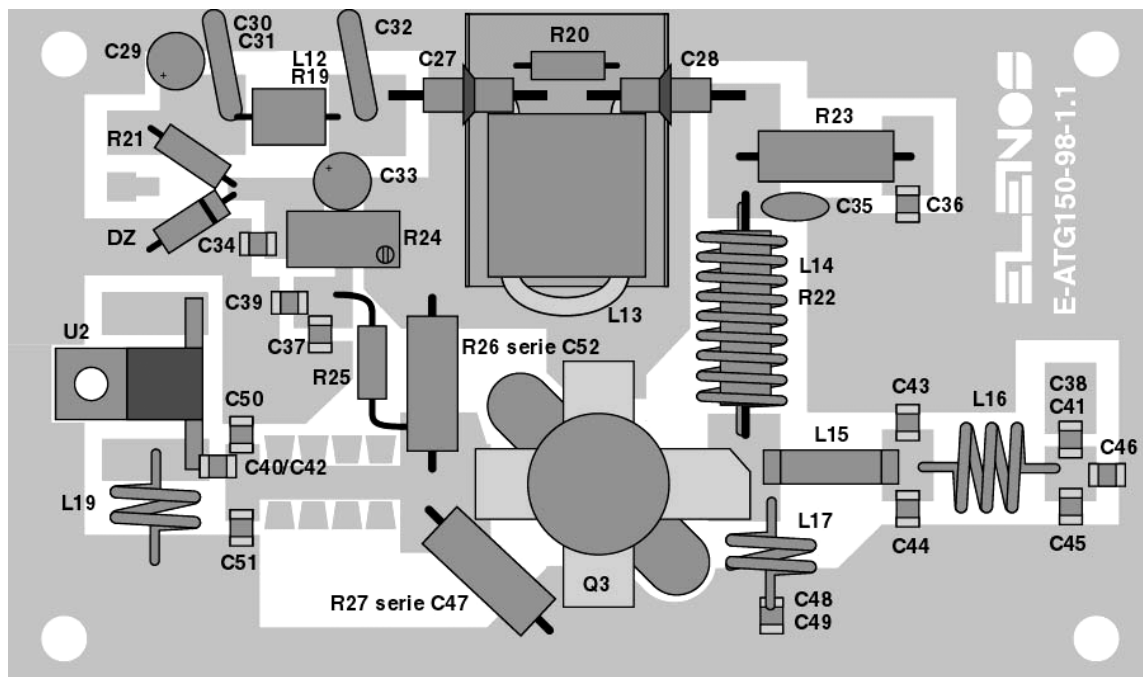 C30
C31
C32
C29
L12
R19
C27
R20
C28
R21
C33
R23
DZ
C34
R24
C35
C36
ELENOS
E-ATG150-98-1.1
L14
R22
C39
L13
U2
C37
R25
R26 serie C52
C50
C43
L16
C38
C41
L15
C46
C40/C42
L19
C51
L17
C44
C45
Q3
R27 serie C47
C48
C49